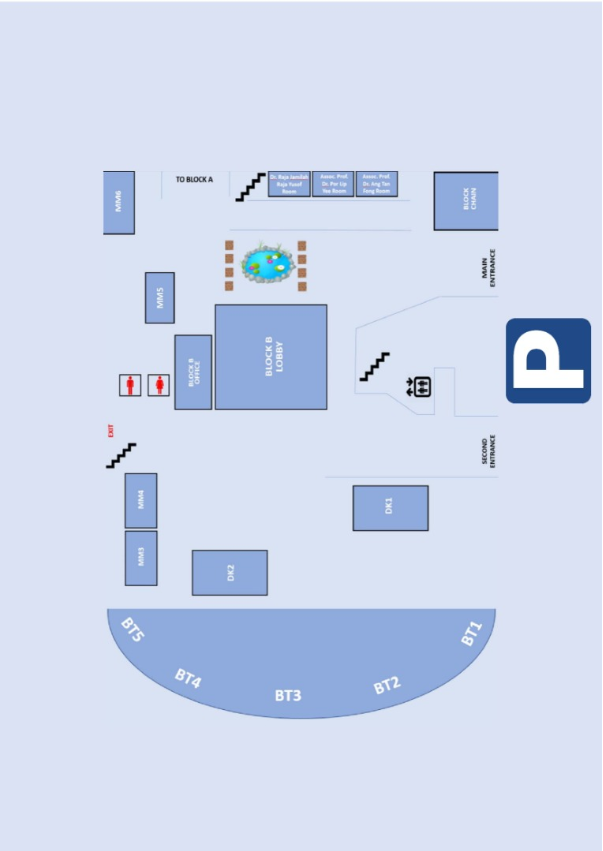 TO BLOCK A
Dr. Raja Jamilah
Raja Yusof
Room
Assoc. Prof.
Dr. Por Lip
Yee Room
Assoc. Prof.
Dr. Ang Tan
Fong Room
MM6
BLOCK
CHAIN
MAIN
ENTRANCE
MM5
BLOCK B
OFFICE
BLOCK B
LOBBY
P
EXIT
SECOND
ENTRANCE
MM4
DK1
MM3
DK2
BT5
BT4
BT3
BT2
BT1